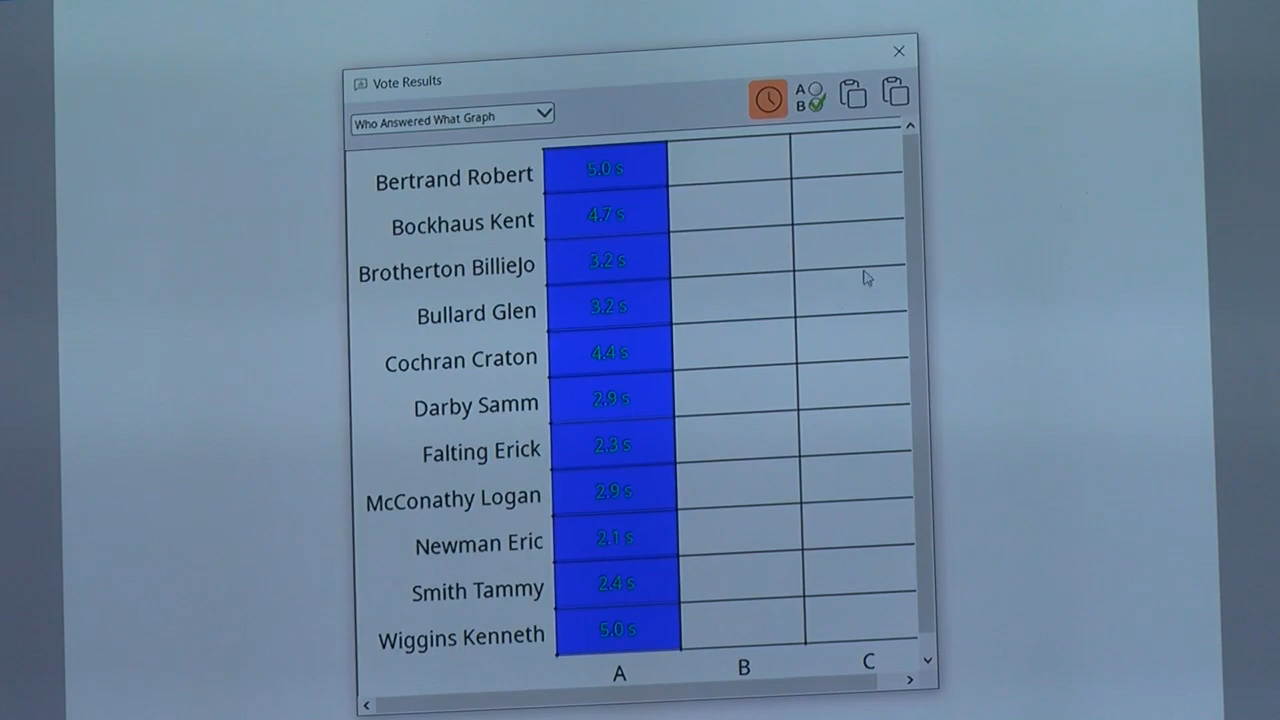 Vote Results
Who Answered What Graph
A
B
Bertrand Robert 5.0 s
Bockhaus Kent 4.7 s
Brotherton BillieJo 3.2 s
Bullard Glen 3.2 s
Cochran Craton 4.4 s
Darby Samm 2.9 s
Falting Erick 2.3 s
McConathy Logan 2.9 s
Newman Eric 2.1 s
Smith Tammy 2.4 s
Wiggins Kenneth 5.0 s
A B C